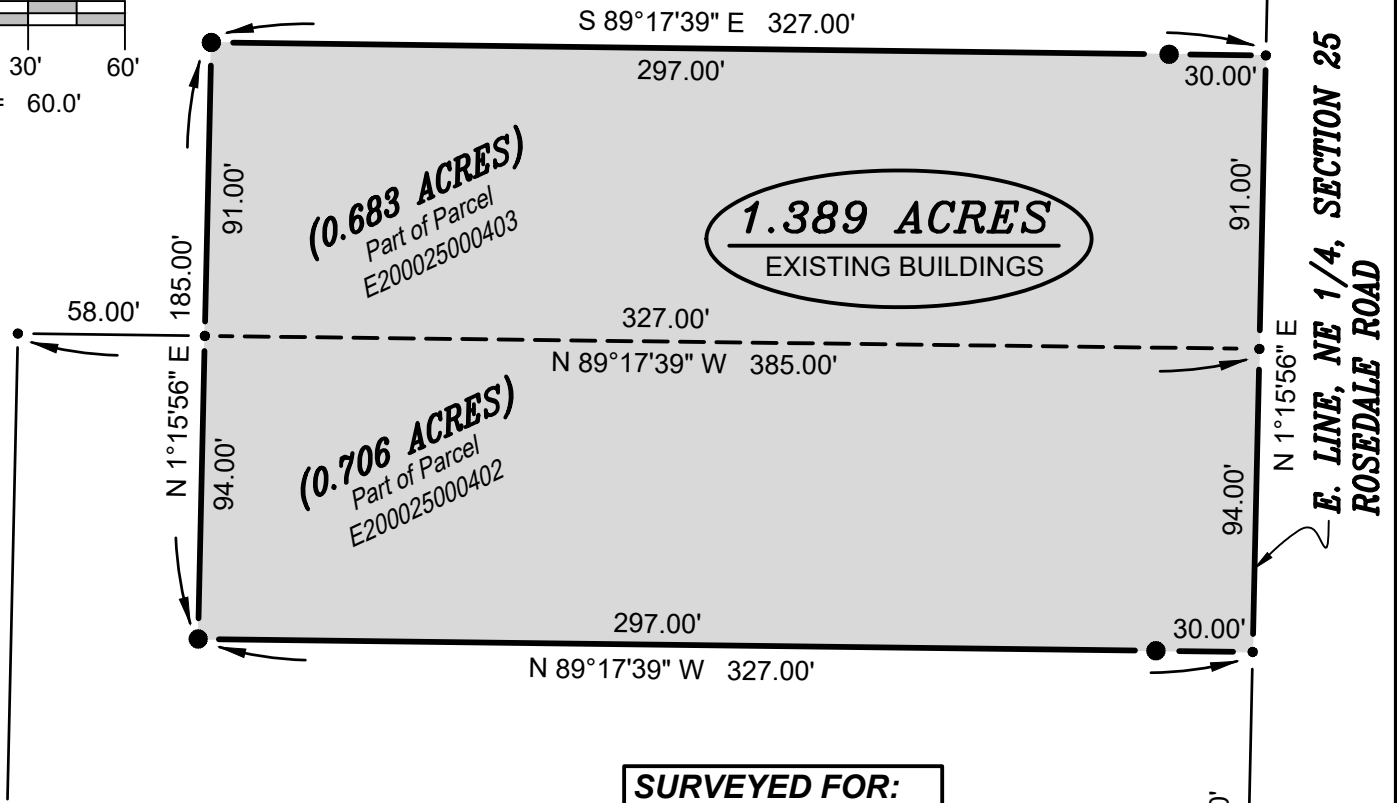 30' 60'
= 60.0'
S 89°17'39" E 327.00'
297.00'
30.00'
91.00'
185.00'
N 1°15'56" E
94.00'
58.00'
(0.683 ACRES)
Part of Parcel
E200025000403
1.389 ACRES
EXISTING BUILDINGS
91.00'
327.00'
N 89°17'39" W 385.00'
(0.706 ACRES)
Part of Parcel
E200025000402
94.00'
N 1°15'56" E
E. LINE, NE 1/4, SECTION 25
ROSEDALE ROAD
297.00'
30.00'
N 89°17'39" W 327.00'
SURVEYED FOR: